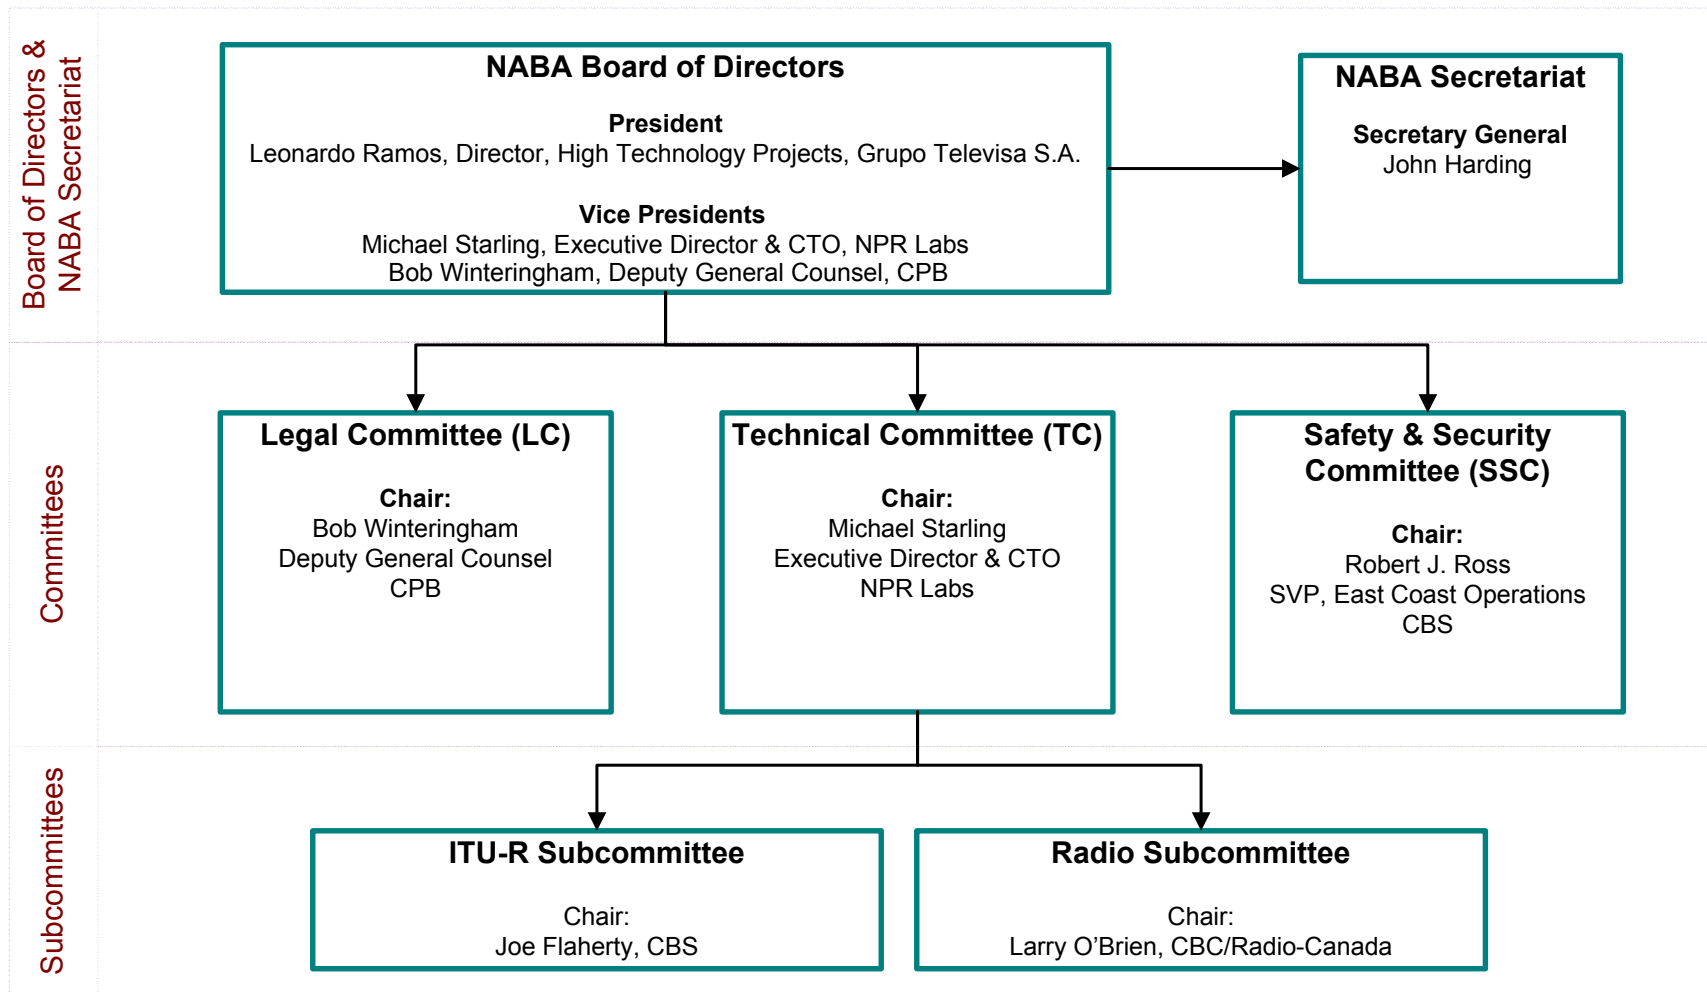 Board of Directors &
NABA Secretariat
NABA Board of Directors
President
Leonardo Ramos, Director, High Technology Projects, Grupo Televisa S.A.
Vice Presidents
Michael Starling, Executive Director & CTO, NPR Labs
Bob Winteringham, Deputy General Counsel, CPB
NABA Secretariat
Secretary General
John Harding
Committees
Legal Committee (LC)
Chair:
Bob Winteringham
Deputy General Counsel
CPB
Technical Committee (TC)
Chair:
Michael Starling
Executive Director & CTO
NPR Labs
Safety & Security
Committee (SSC)
Chair:
Robert J. Ross
SVP, East Coast Operations
CBS
Subcommittees
ITU-R Subcommittee
Chair:
Joe Flaherty, CBS
Radio Subcommittee
Chair:
Larry O’Brien, CBC/Radio-Canada